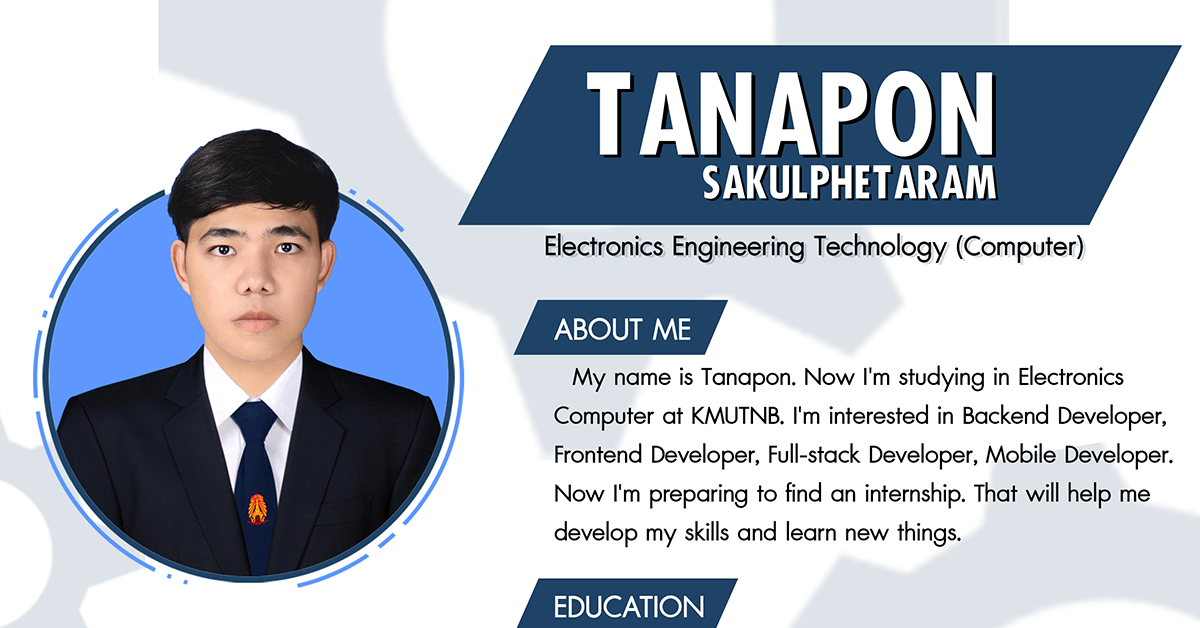 TANAPON
SAKULPHETARAM
Electronics Engineering Technology (Computer)
ABOUT ME
My name is Tanapon. Now I'm studying in Electronics
Computer at KMUTNB. I'm interested in Backend Developer,
Frontend Developer, Full-stack Developer, Mobile Developer.
Now I'm preparing to find an internship. That will help me
develop my skills and learn new things.
EDUCATION